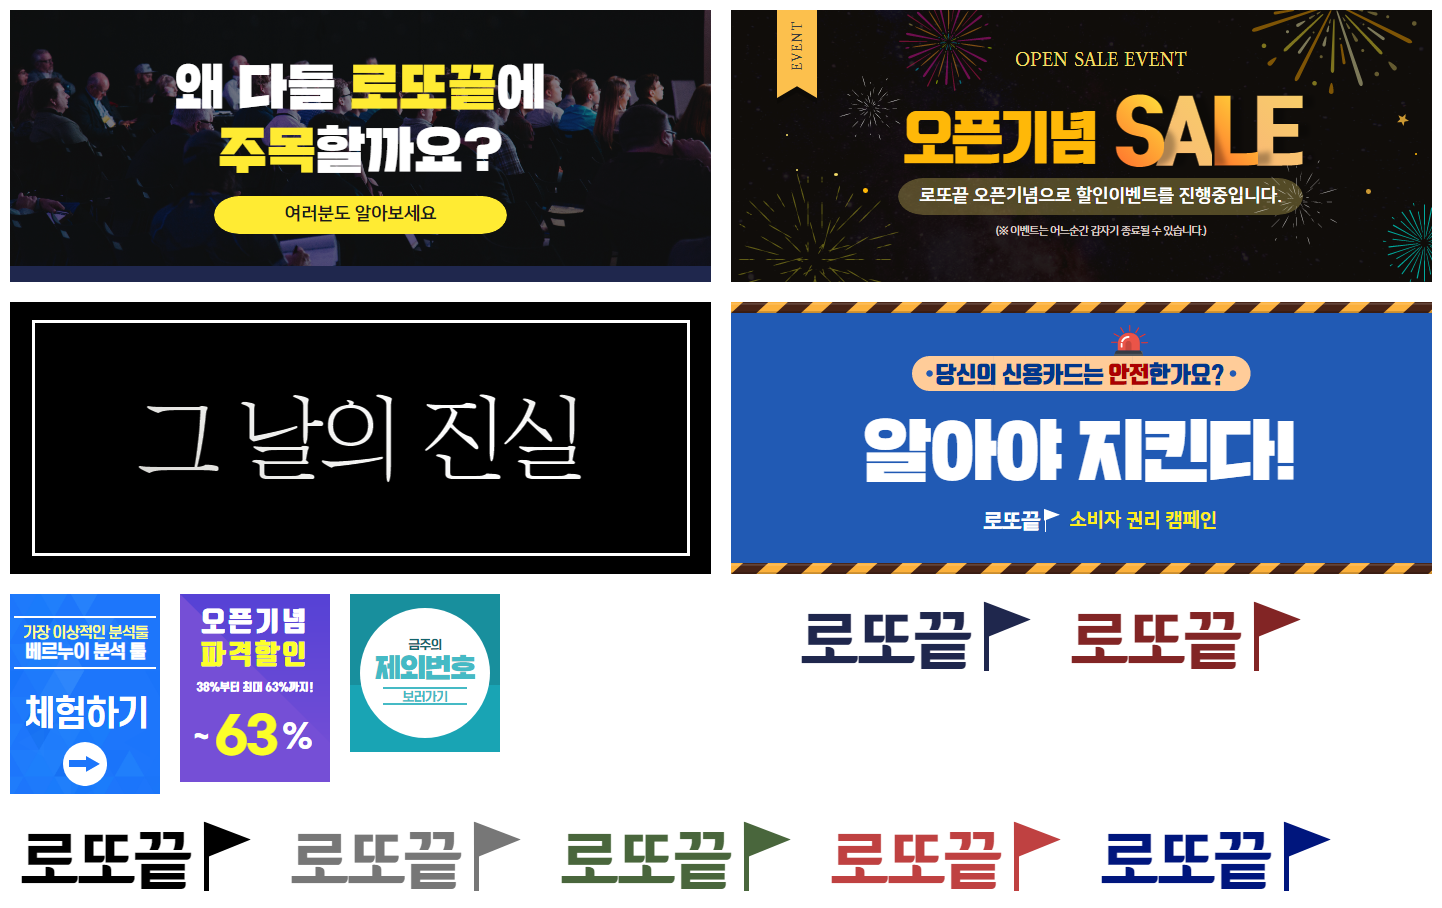 왜 다들 로또끝에
주목할까요?
여러분도 알아보세요
EVENT
OPEN SALE EVENT
오픈기념 SALE
로또끝 오픈기념으로 할인이벤트를 진행중입니다.
(※ 이벤트는 어느순간 갑자기 종료될 수 있습니다.)
그 날의 진실
당신의 신용카드는 안전한가요?
알아야 지킨다!
로또끝 소비자 권리 캠페인
가장 이상적인 분석툴
베르누이 분석 툴
체험하기
오픈기념
파격할인
38%부터 최대 63%까지!
~63%
금주의
제외번호
보러가기
로또끝
로또끝
로또끝
로또끝
로또끝
로또끝
로또끝